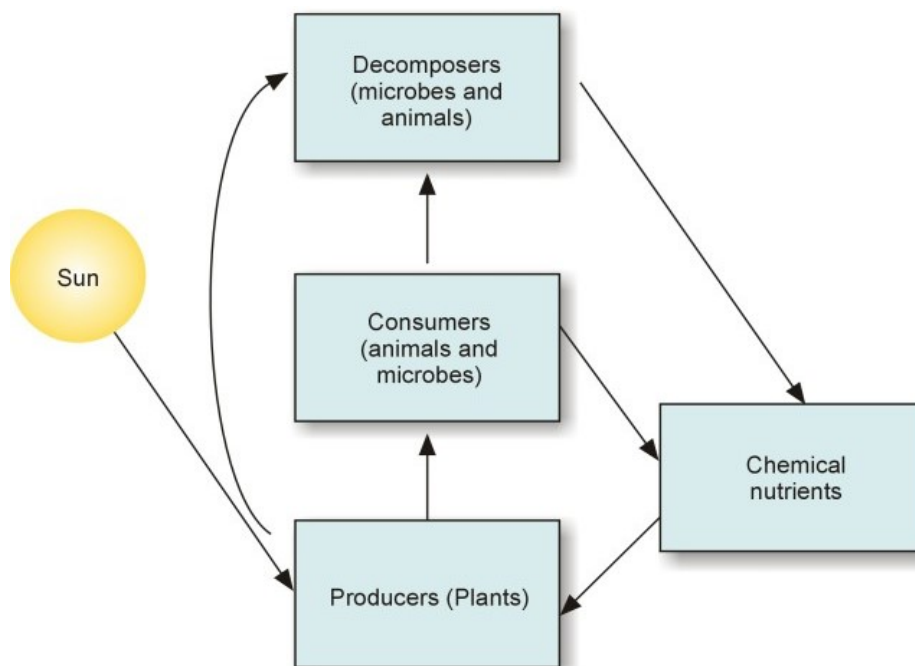 Decomposers
(microbes and
animals)
Sun
Consumers
(animals and
microbes)
Chemical
nutrients
Producers (Plants)